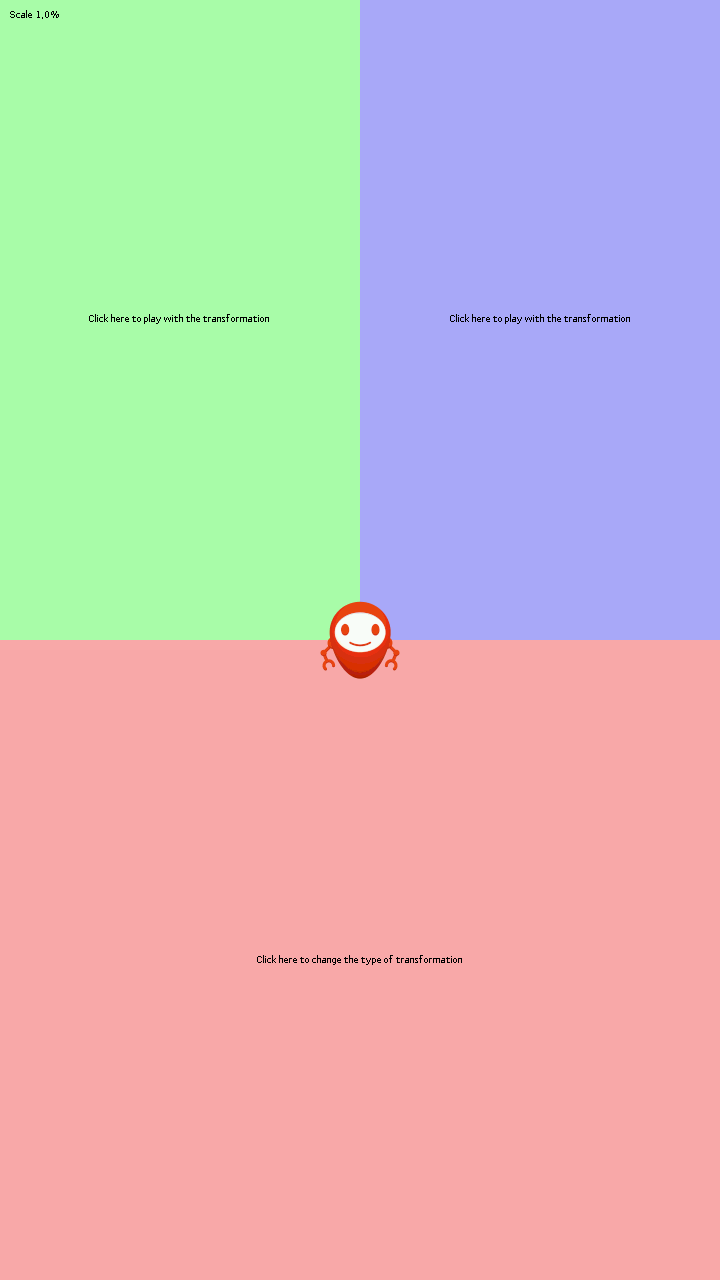 Scale 1,0%
Click here to play with the transformation
Click here to play with the transformation
Click here to change the type of transformation